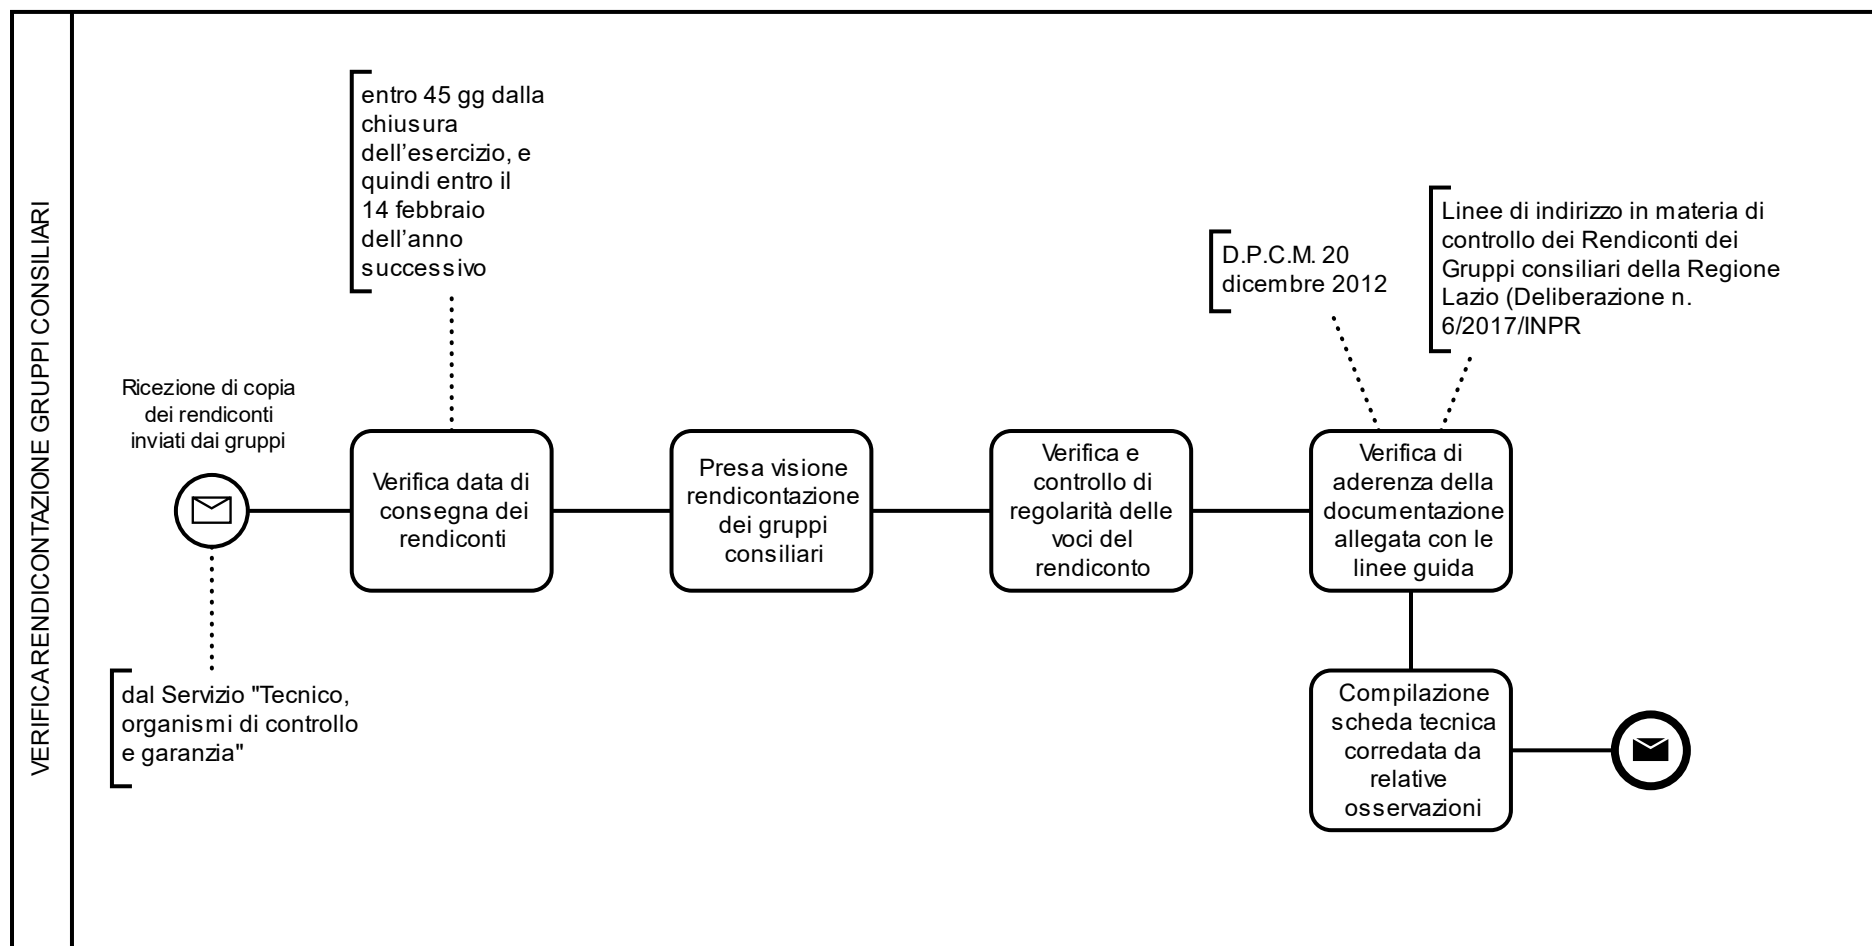 VERIFICARENDICONTAZIONE GRUPPI CONSILIARI
entro 45 gg dalla
chiusura
dell’esercizio, e
quindi entro il
14 febbraio
dell’anno
successivo
D.P.C.M. 20
dicembre 2012
Linee di indirizzo in materia di
controllo dei Rendiconti dei
Gruppi consiliari della Regione
Lazio (Deliberazione n.
6/2017/INPR
Ricezione di copia
dei rendiconti
inviati dai gruppi
Verifica data di
consegna dei
rendiconti
Presa visione
rendicontazione
dei gruppi
consiliari
Verifica e
controllo di
regolarità delle
voci del
rendiconto
Verifica di
aderenza della
documentazione
allegata con le
linee guida
dal Servizio "Tecnico,
organismi di controllo
e garanzia"
Compilazione
scheda tecnica
corredata da
relative
osservazioni